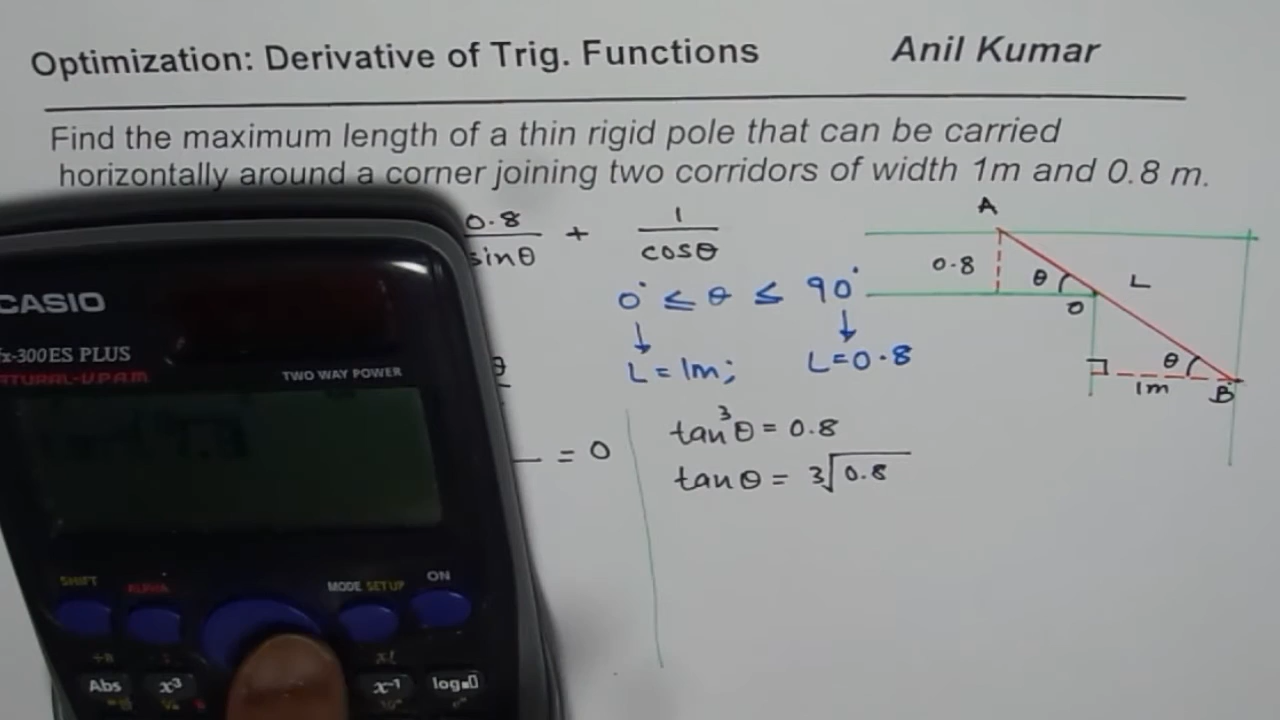 Optimization: Derivative of Trig. Functions Anil Kumar
Find the maximum length of a thin rigid pole that can be carried
horizontally around a corner joining two corridors of width 1m and 0.8 m.
0.8/sinθ + 1/cosθ
0° ≤ θ ≤ 90°
L = 1m; L = 0.8
= 0
tan³θ = 0.8
tanθ = ³√0.8
A
0.8 θ L
O
θ
1m B
CASIO
fx-300ES PLUS
NATURAL-V.P.A.M.
TWO WAY POWER
SHIFT ALPHA MODE SETUP ON
Abs x³ x⁻¹ log
x!